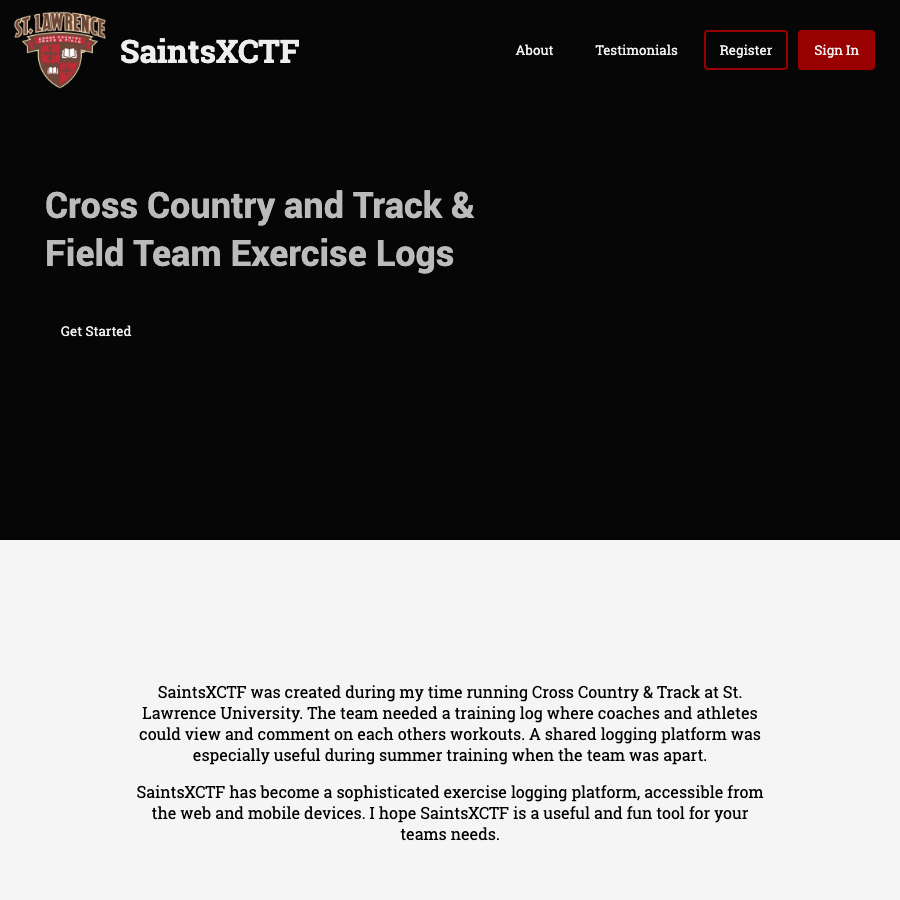 ST. LAWRENCE
SaintsXCTF
About
Testimonials
Register
Sign In
Cross Country and Track &
Field Team Exercise Logs
Get Started
SaintsXCTF was created during my time running Cross Country & Track at St.
Lawrence University. The team needed a training log where coaches and athletes
could view and comment on each others workouts. A shared logging platform was
especially useful during summer training when the team was apart.
SaintsXCTF has become a sophisticated exercise logging platform, accessible from
the web and mobile devices. I hope SaintsXCTF is a useful and fun tool for your
teams needs.